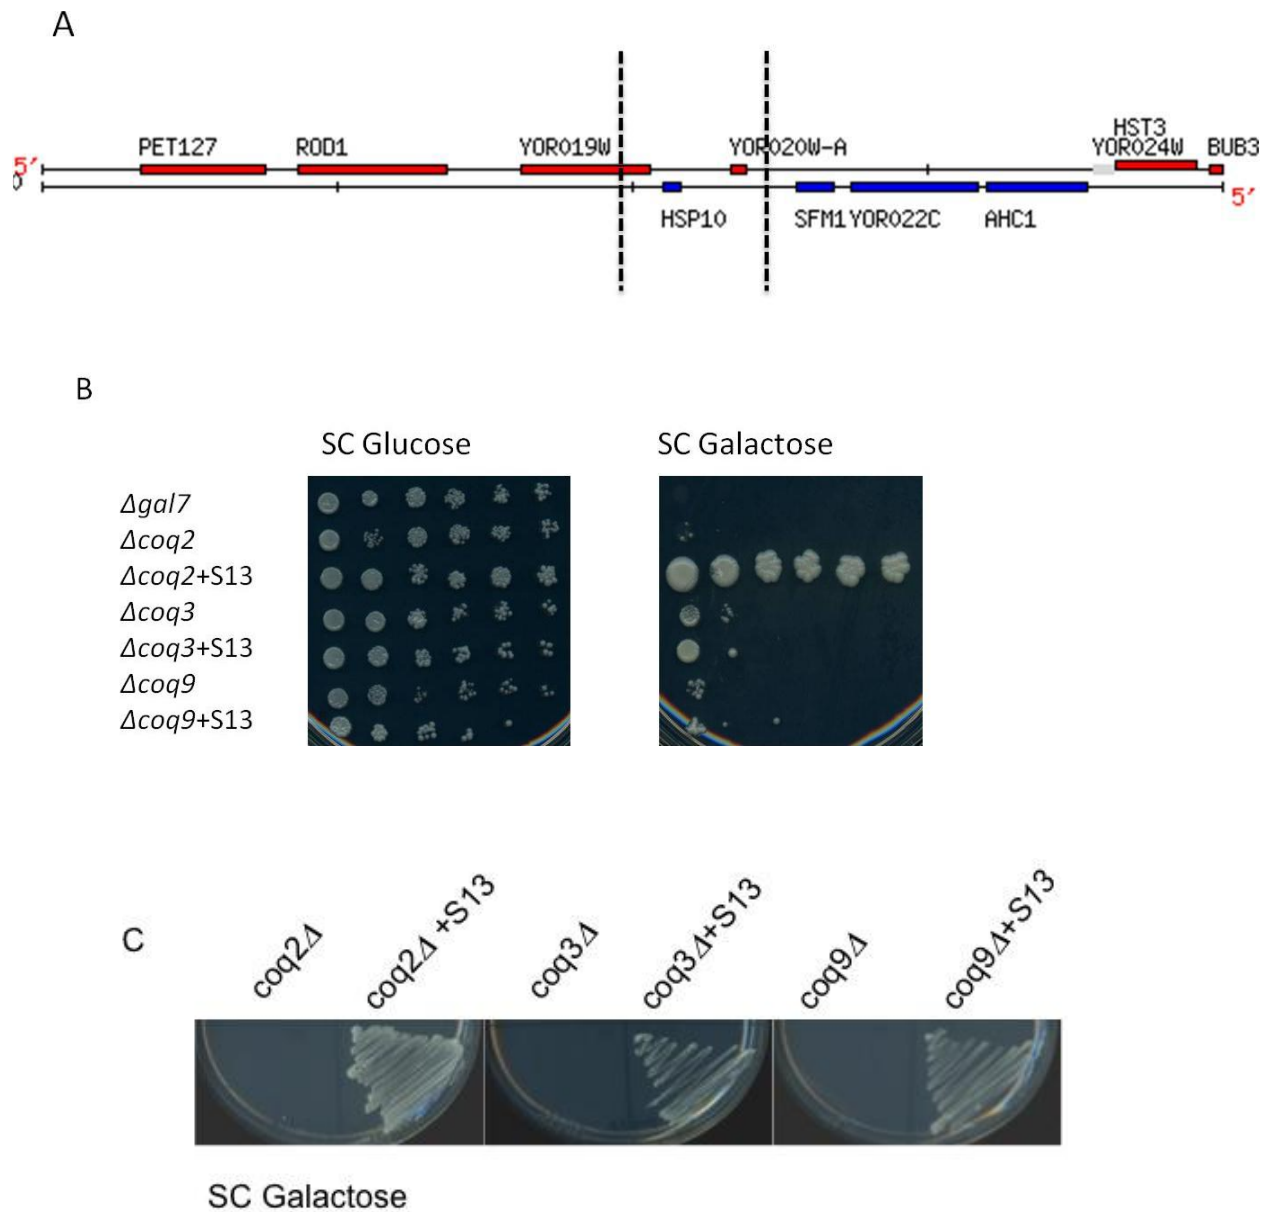 A
HST3
PET127 ROD1 YOR019W YOR020W-A YOR024W BUB3
5′
5′
HSP10 SFM1 YOR022C AHC1
B
SC Glucose SC Galactose
Δgal7
Δcoq2
Δcoq2+S13
Δcoq3
Δcoq3+S13
Δcoq9
Δcoq9+S13
C
coq2Δ coq2Δ +S13 coq3Δ coq3Δ+S13 coq9Δ coq9Δ+S13
SC Galactose